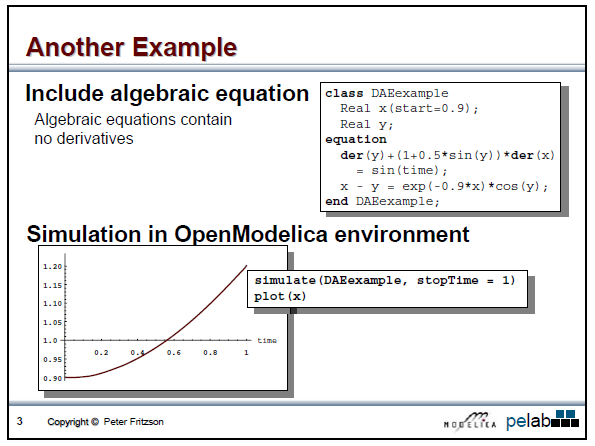 Another Example
Include algebraic equation
Algebraic equations contain
no derivatives
class DAEexample
Real x(start=0.9);
Real y;
equation
der(y)+(1+0.5*sin(y))*der(x)
= sin(time);
x - y = exp(-0.9*x)*cos(y);
end DAEexample;
Simulation in OpenModelica environment
simulate(DAEexample, stopTime = 1)
plot(x)
1.20
1.15
1.10
1.05
1.0
0.95
0.90
0.2 0.4 0.6 0.8 1 time
3 Copyright © Peter Fritzson
MODELICA pelab